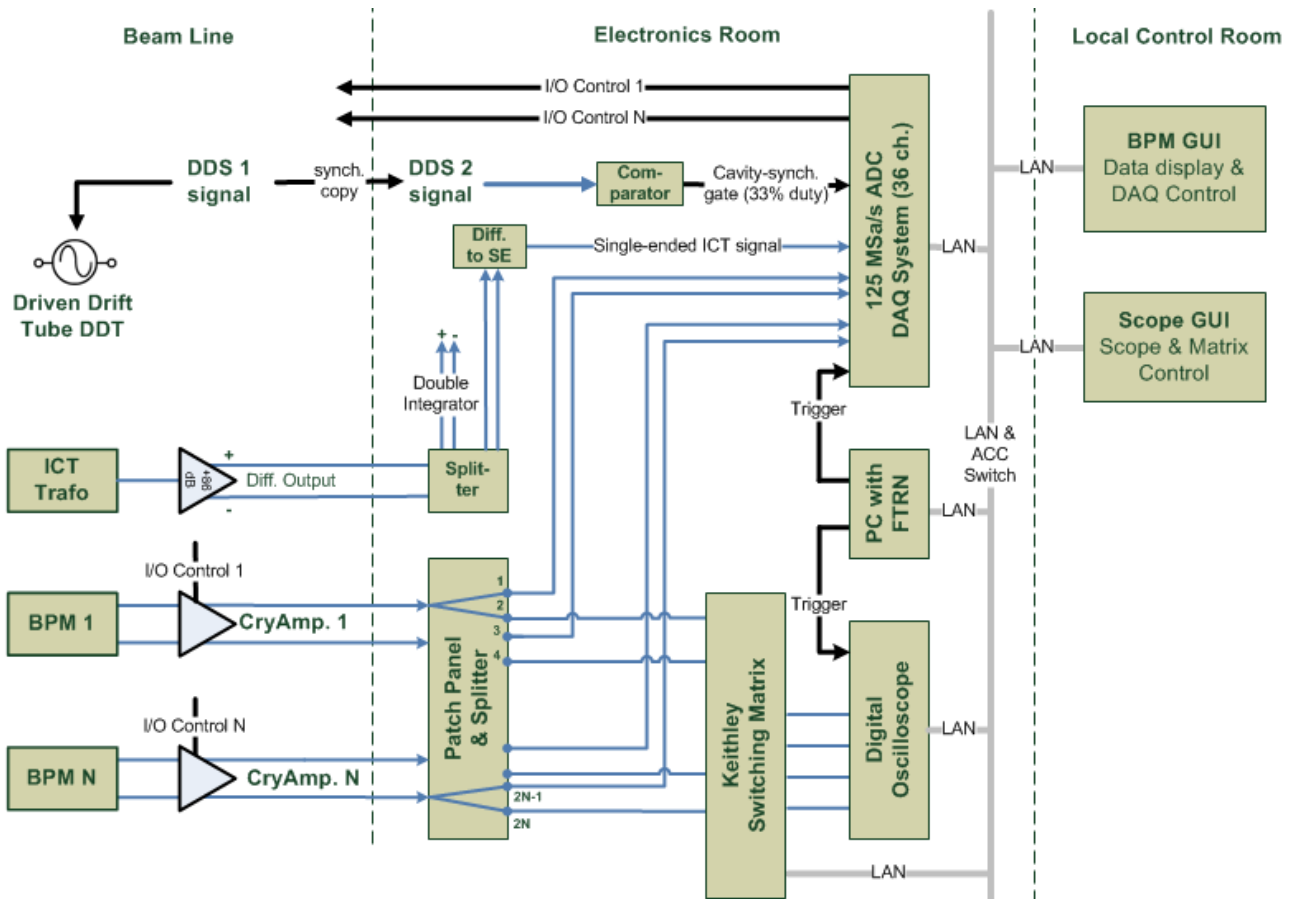 Beam Line
Electronics Room
Local Control Room
I/O Control 1
I/O Control N
DDS 1
signal
synch.
copy
DDS 2
signal
Com-
parator
Cavity-synch.
gate (33% duty)
125 MSa/s ADC
DAQ System (36 ch.)
LAN
BPM GUI
Data display &
DAQ Control
LAN
Diff.
to SE
Single-ended ICT signal
Driven Drift
Tube DDT
+ -
Double
Integrator
LAN
Scope GUI
Scope & Matrix
Control
Trigger
LAN &
ACC
Switch
ICT
Trafo
+86
dB
+
Diff. Output
-
Split-
ter
PC with
FTRN
LAN
I/O Control 1
BPM 1
CryAmp. 1
Patch Panel
& Splitter
1
2
3
4
Trigger
I/O Control N
BPM N
CryAmp. N
2N-1
2N
Keithley
Switching Matrix
Digital
Oscilloscope
LAN
LAN